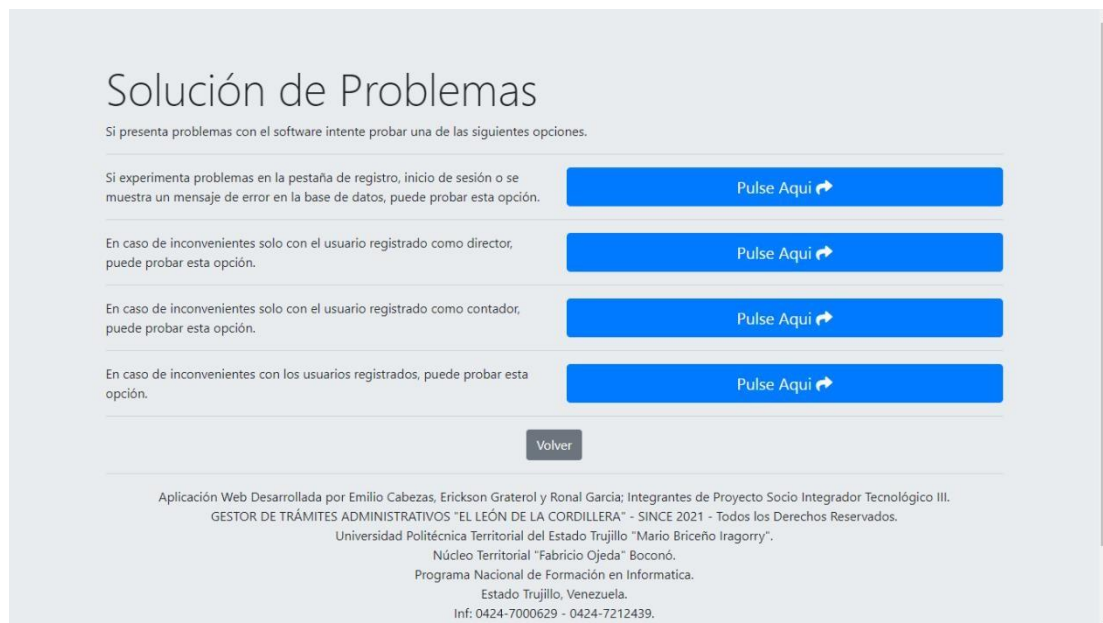 Solución de Problemas
Si presenta problemas con el software intente probar una de las siguientes opciones.
Si experimenta problemas en la pestaña de registro, inicio de sesión o se
muestra un mensaje de error en la base de datos, puede probar esta opción.
Pulse Aqui
En caso de inconvenientes solo con el usuario registrado como director,
puede probar esta opción.
Pulse Aqui
En caso de inconvenientes solo con el usuario registrado como contador,
puede probar esta opción.
Pulse Aqui
En caso de inconvenientes con los usuarios registrados, puede probar esta
opción.
Pulse Aqui
Volver
Aplicación Web Desarrollada por Emilio Cabezas, Erickson Graterol y Ronal Garcia; Integrantes de Proyecto Socio Integrador Tecnológico III.
GESTOR DE TRÁMITES ADMINISTRATIVOS "EL LEÓN DE LA CORDILLERA" - SINCE 2021 - Todos los Derechos Reservados.
Universidad Politécnica Territorial del Estado Trujillo "Mario Briceño Iragorry".
Núcleo Territorial "Fabricio Ojeda" Boconó.
Programa Nacional de Formación en Informatica.
Estado Trujillo, Venezuela.
Inf: 0424-7000629 - 0424-7212439.